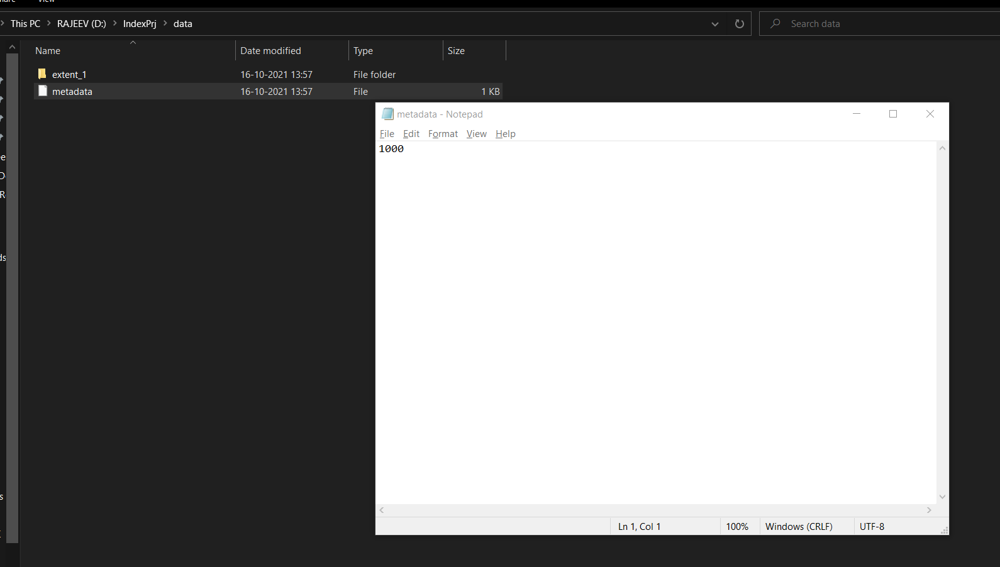 View
This PC > RAJEEV (D:) > IndexPrj > data
Search data
Name Date modified Type Size
extent_1 16-10-2021 13:57 File folder
metadata 16-10-2021 13:57 File 1 KB
metadata - Notepad
File Edit Format View Help
1000
Ln 1, Col 1 100% Windows (CRLF) UTF-8